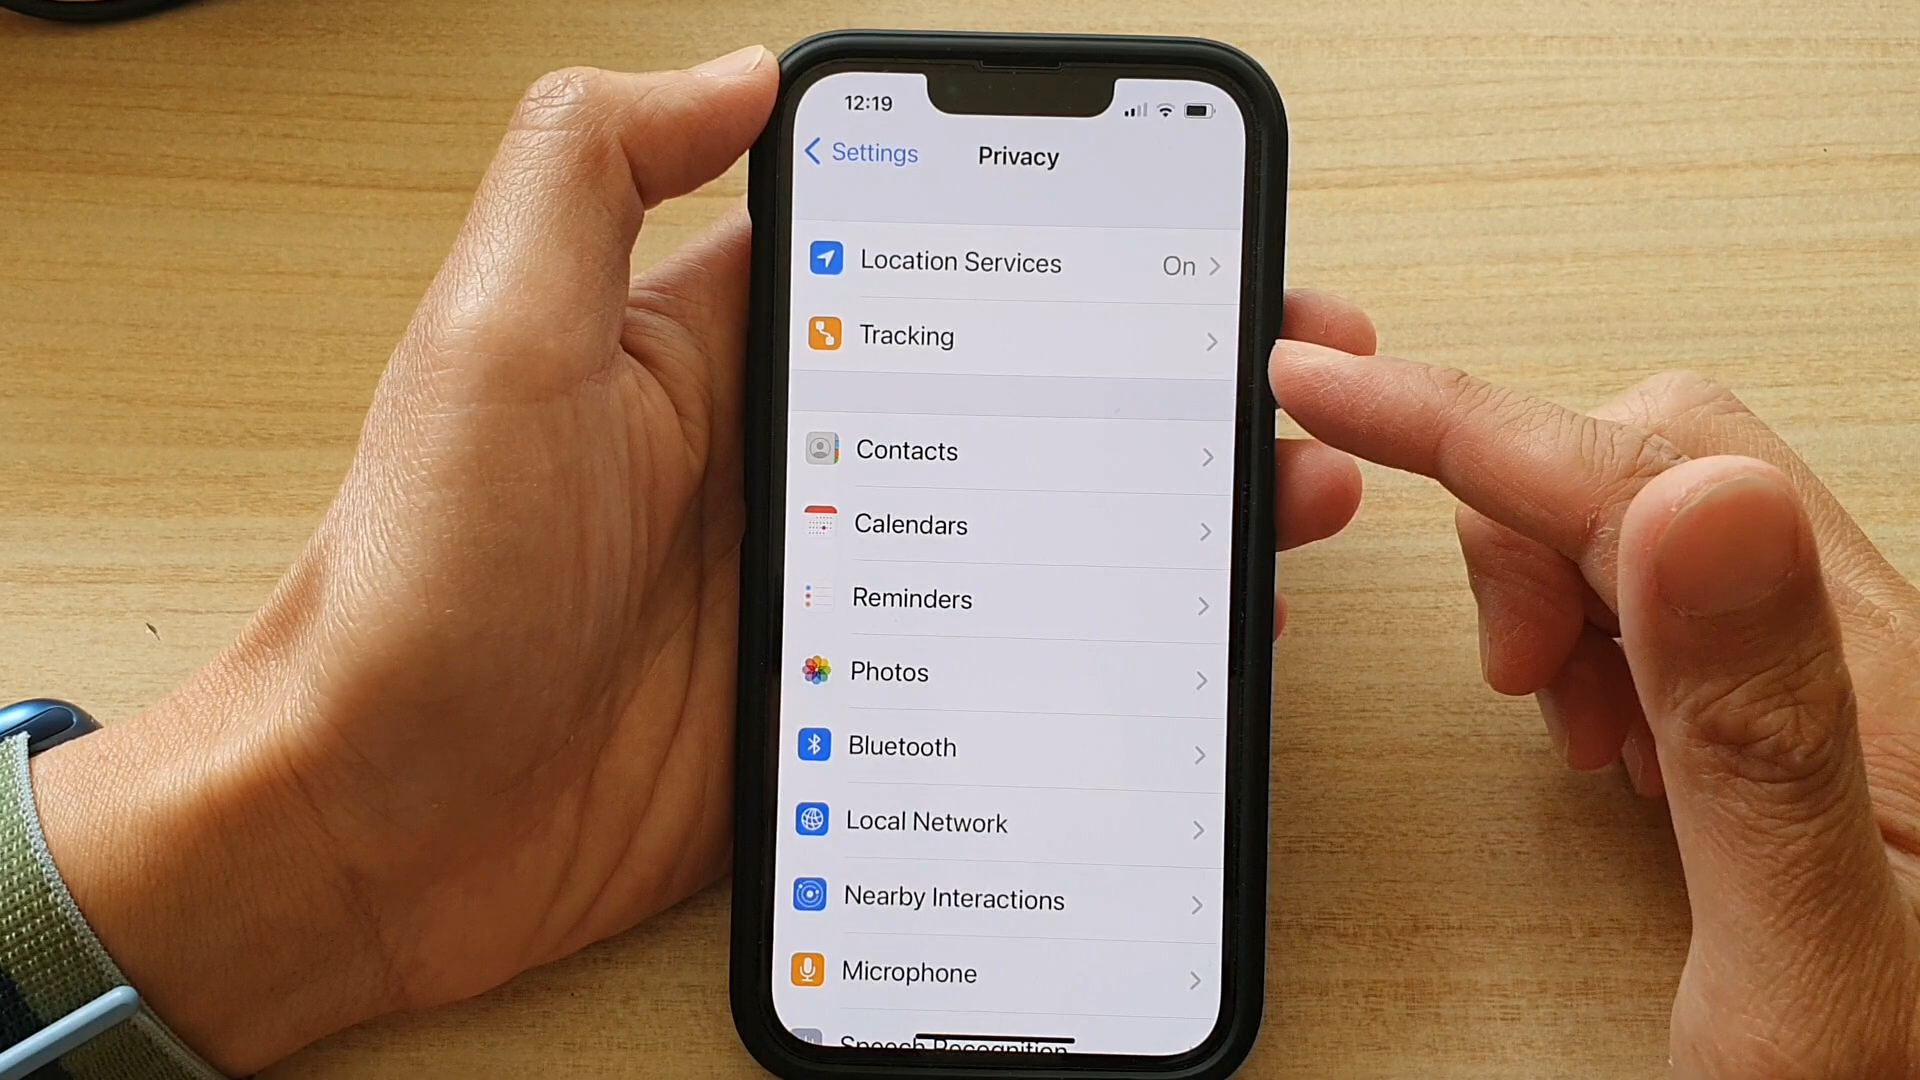 12:19
Settings
Privacy
Location Services On
Tracking
Contacts
Calendars
Reminders
Photos
Bluetooth
Local Network
Nearby Interactions
Microphone
Speech Recognition